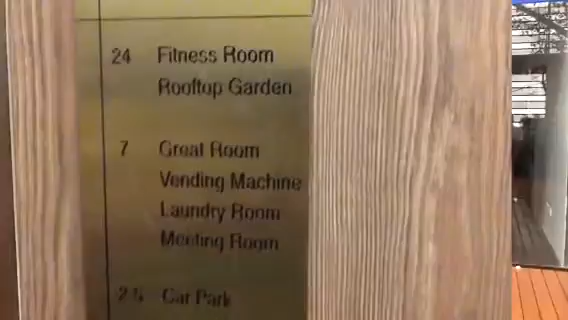 24 Fitness Room
Rooftop Garden
7 Great Room
Vending Machine
Laundry Room
Meeting Room
Car Park